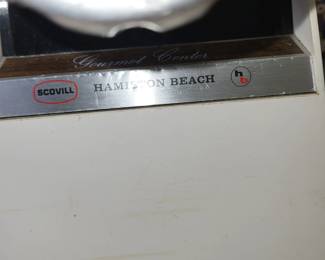 Gourmet Center
SCOVILL HAMILTON BEACH hb